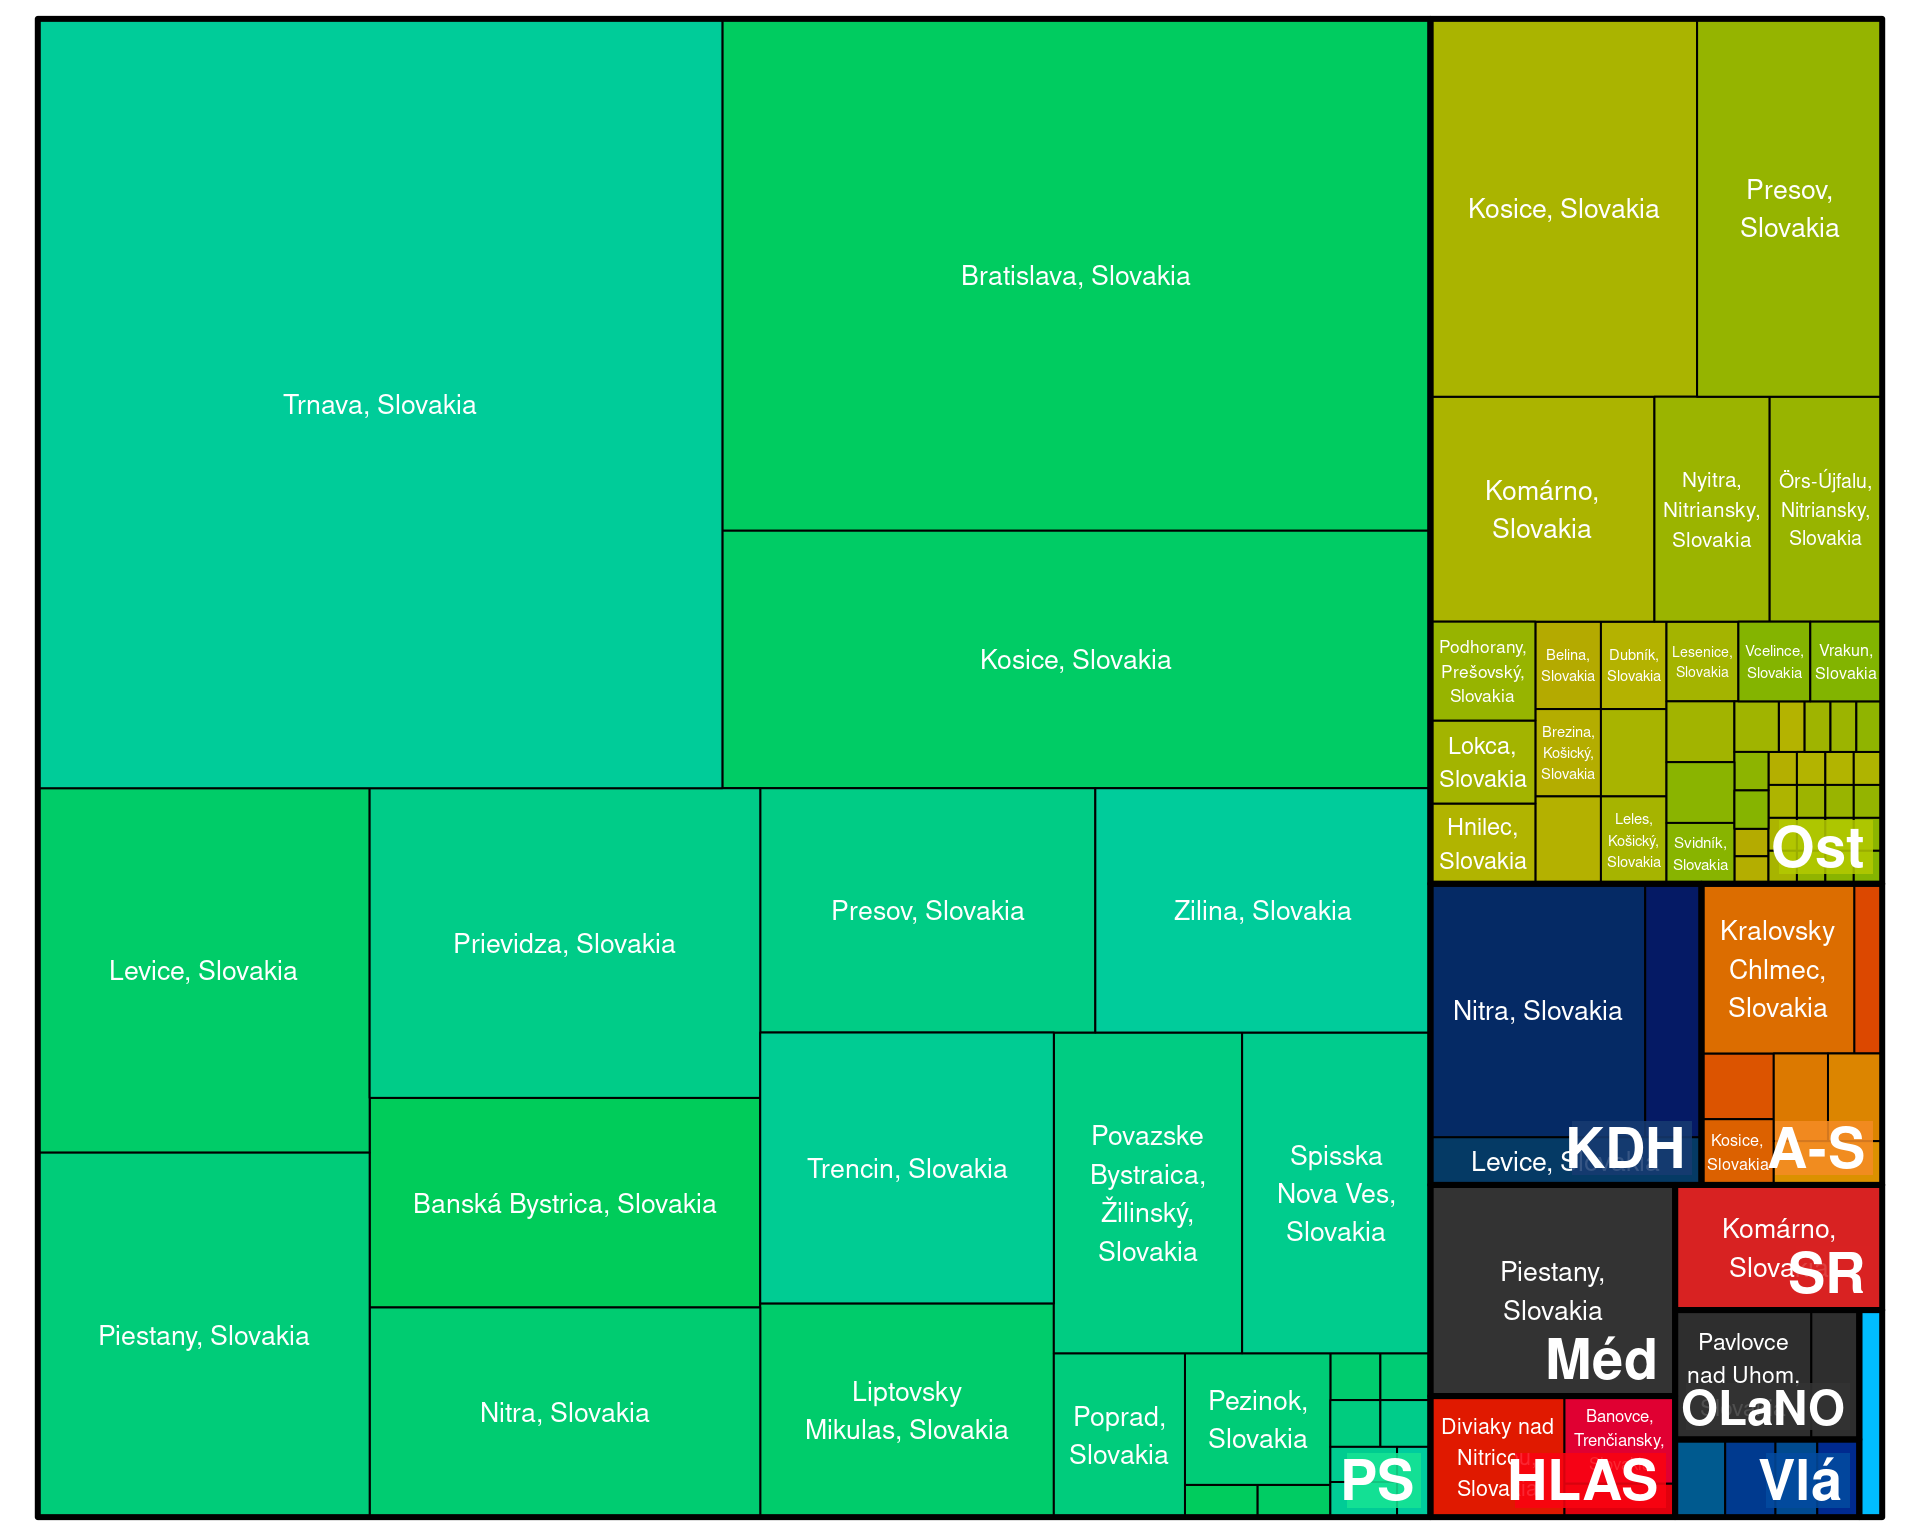 Trnava, Slovakia
Bratislava, Slovakia
Kosice, Slovakia
Levice, Slovakia
Prievidza, Slovakia
Presov, Slovakia
Zilina, Slovakia
Piestany, Slovakia
Banská Bystrica, Slovakia
Nitra, Slovakia
Trencin, Slovakia
Liptovsky
Mikulas, Slovakia
Povazske
Bystraica,
Žilinský,
Slovakia
Spisska
Nova Ves,
Slovakia
Poprad,
Slovakia
Pezinok,
Slovakia
PS
Kosice, Slovakia
Presov,
Slovakia
Komárno,
Slovakia
Nyitra,
Nitriansky,
Slovakia
Örs-Újfalu,
Nitriansky,
Slovakia
Podhorany,
Prešovský,
Slovakia
Lokca,
Slovakia
Hnilec,
Slovakia
Belina,
Slovakia
Dubník,
Slovakia
Lesenice,
Slovakia
Vcelince,
Slovakia
Vrakun,
Slovakia
Brezina,
Košický,
Slovakia
Leles,
Košický,
Slovakia
Svidník,
Slovakia
Ost
Nitra, Slovakia
Levice, Slovakia
KDH
Kralovsky
Chlmec,
Slovakia
Kosice,
Slovakia
A-S
Piestany,
Slovakia
Méd
Komárno,
Slovakia
SR
Pavlovce
nad Uhom.
OLaNO
Diviaky nad
Nitricou,
Slovakia
Banovce,
Trenčiansky,
HLAS
Vlá